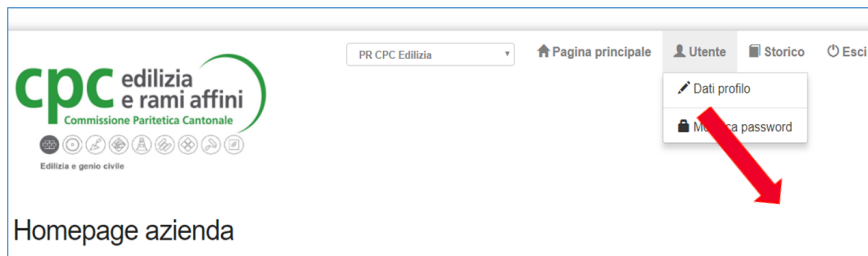 PR CPC Edilizia
Pagina principale
Utente
Storico
Esci
cpc edilizia
e rami affini
Commissione Paritetica Cantonale
Edilizia e genio civile
Dati profilo
password
Homepage azienda